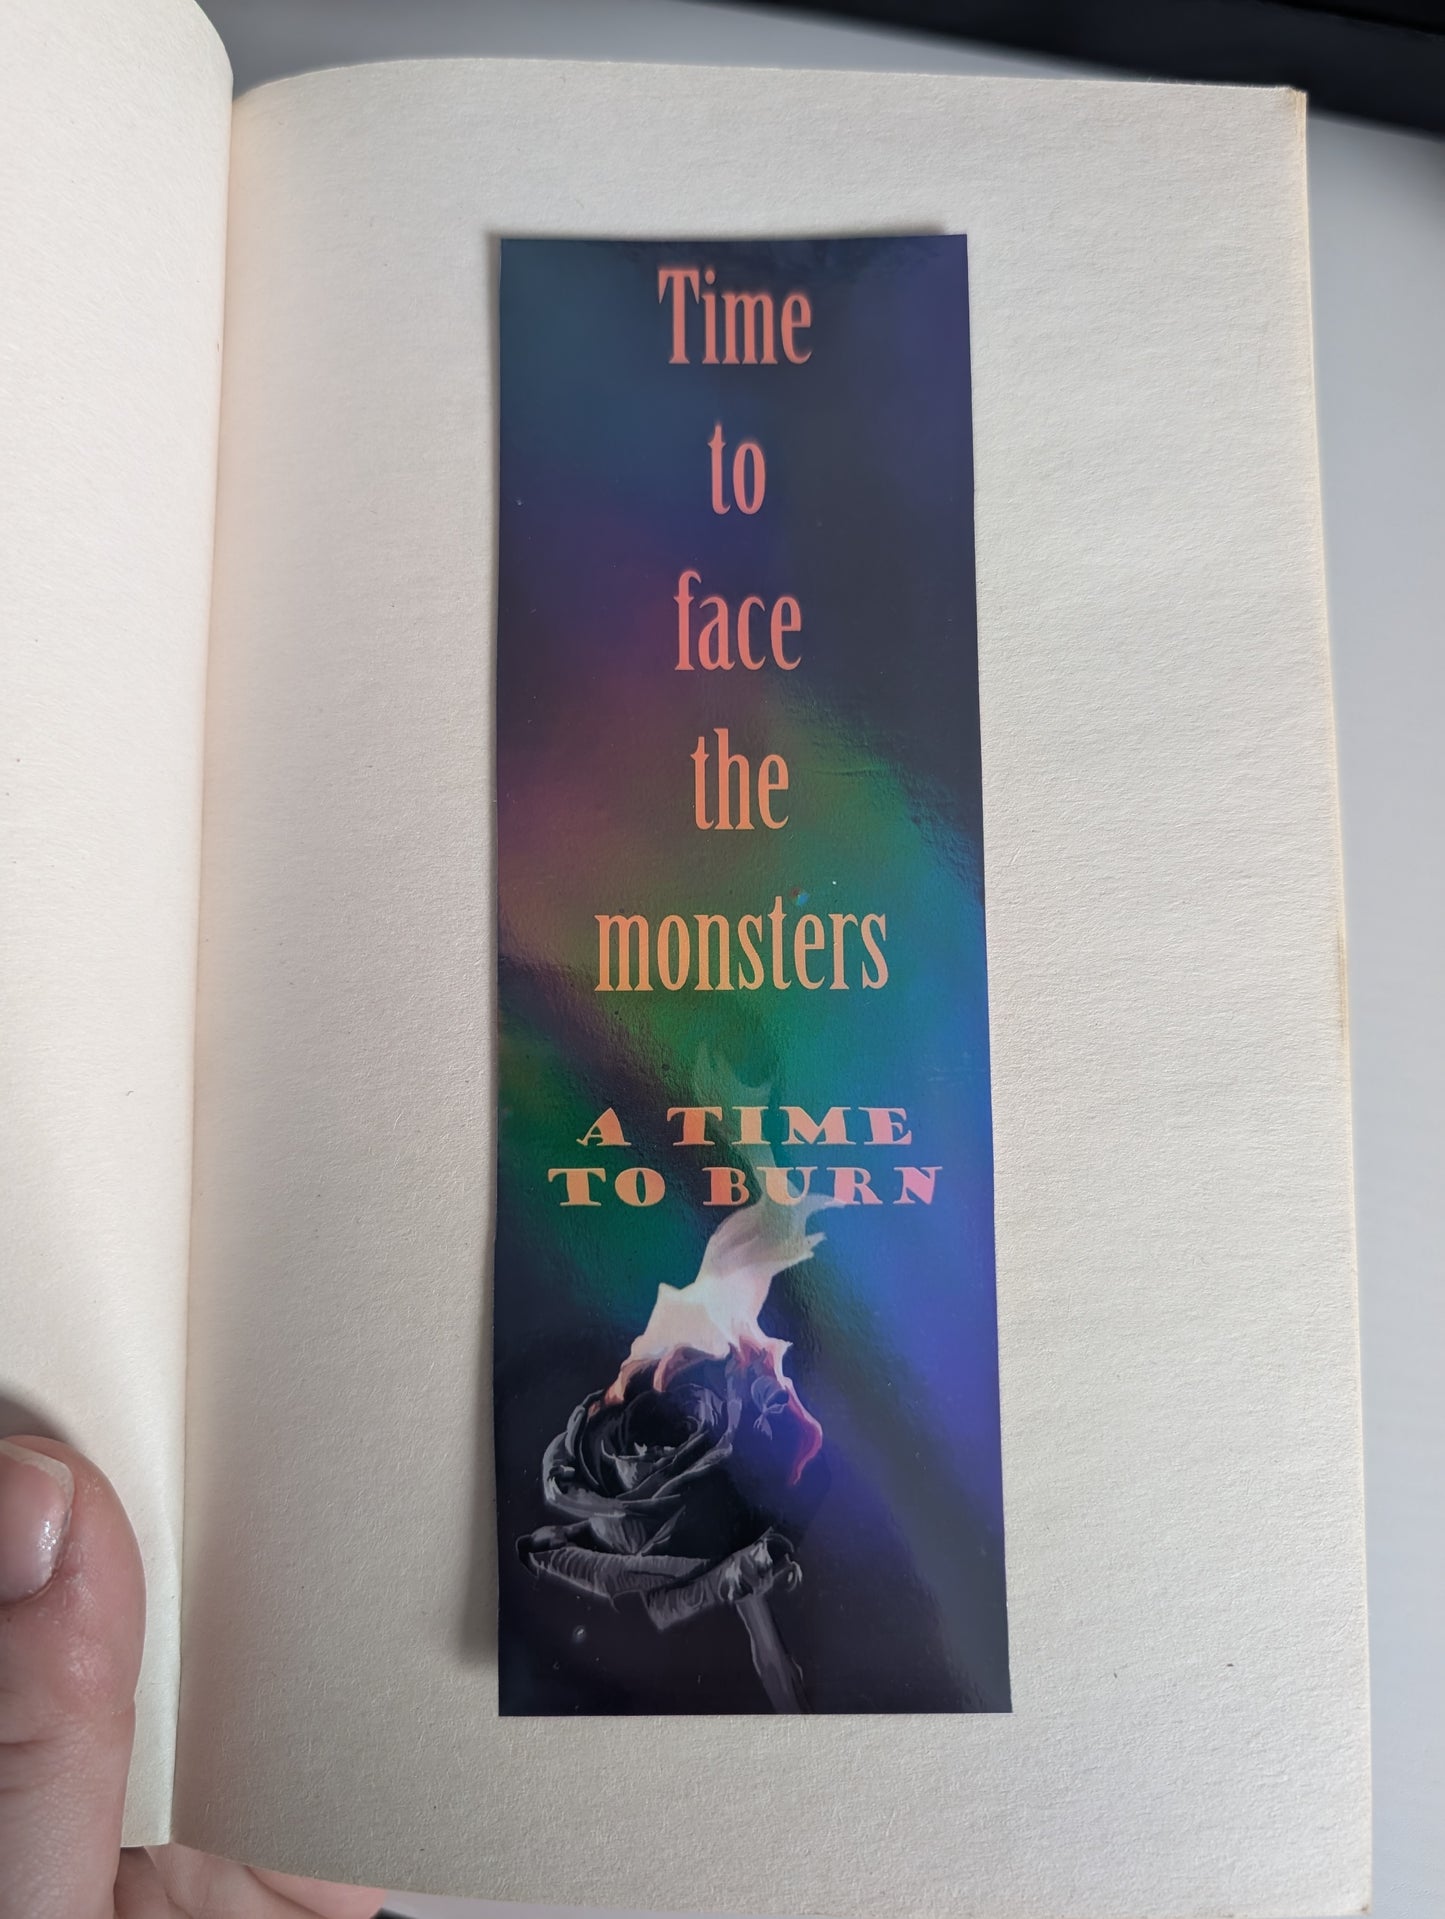 Time
to
face
the
monsters
A TIME
TO BURN